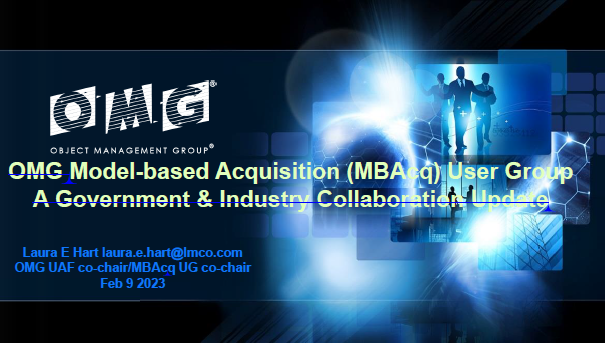 OMG®
OBJECT MANAGEMENT GROUP®
OMG Model-based Acquisition (MBAcq) User Group
A Government & Industry Collaboration Update
Laura E Hart laura.e.hart@lmco.com
OMG UAF co-chair/MBAcq UG co-chair
Feb 9 2023